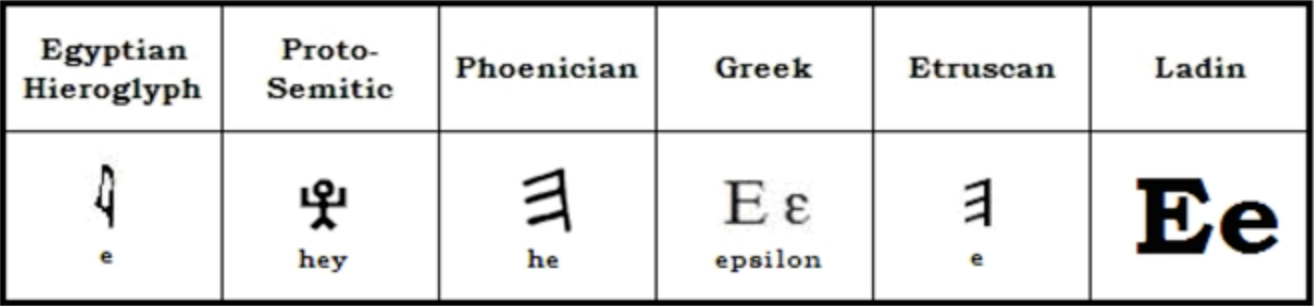 Egyptian Hieroglyph
Proto-Semitic
Phoenician
Greek
Etruscan
Ladin
𓇋
𐤄
Ε ε
𐌄
Ee
e
hey
he
epsilon
e